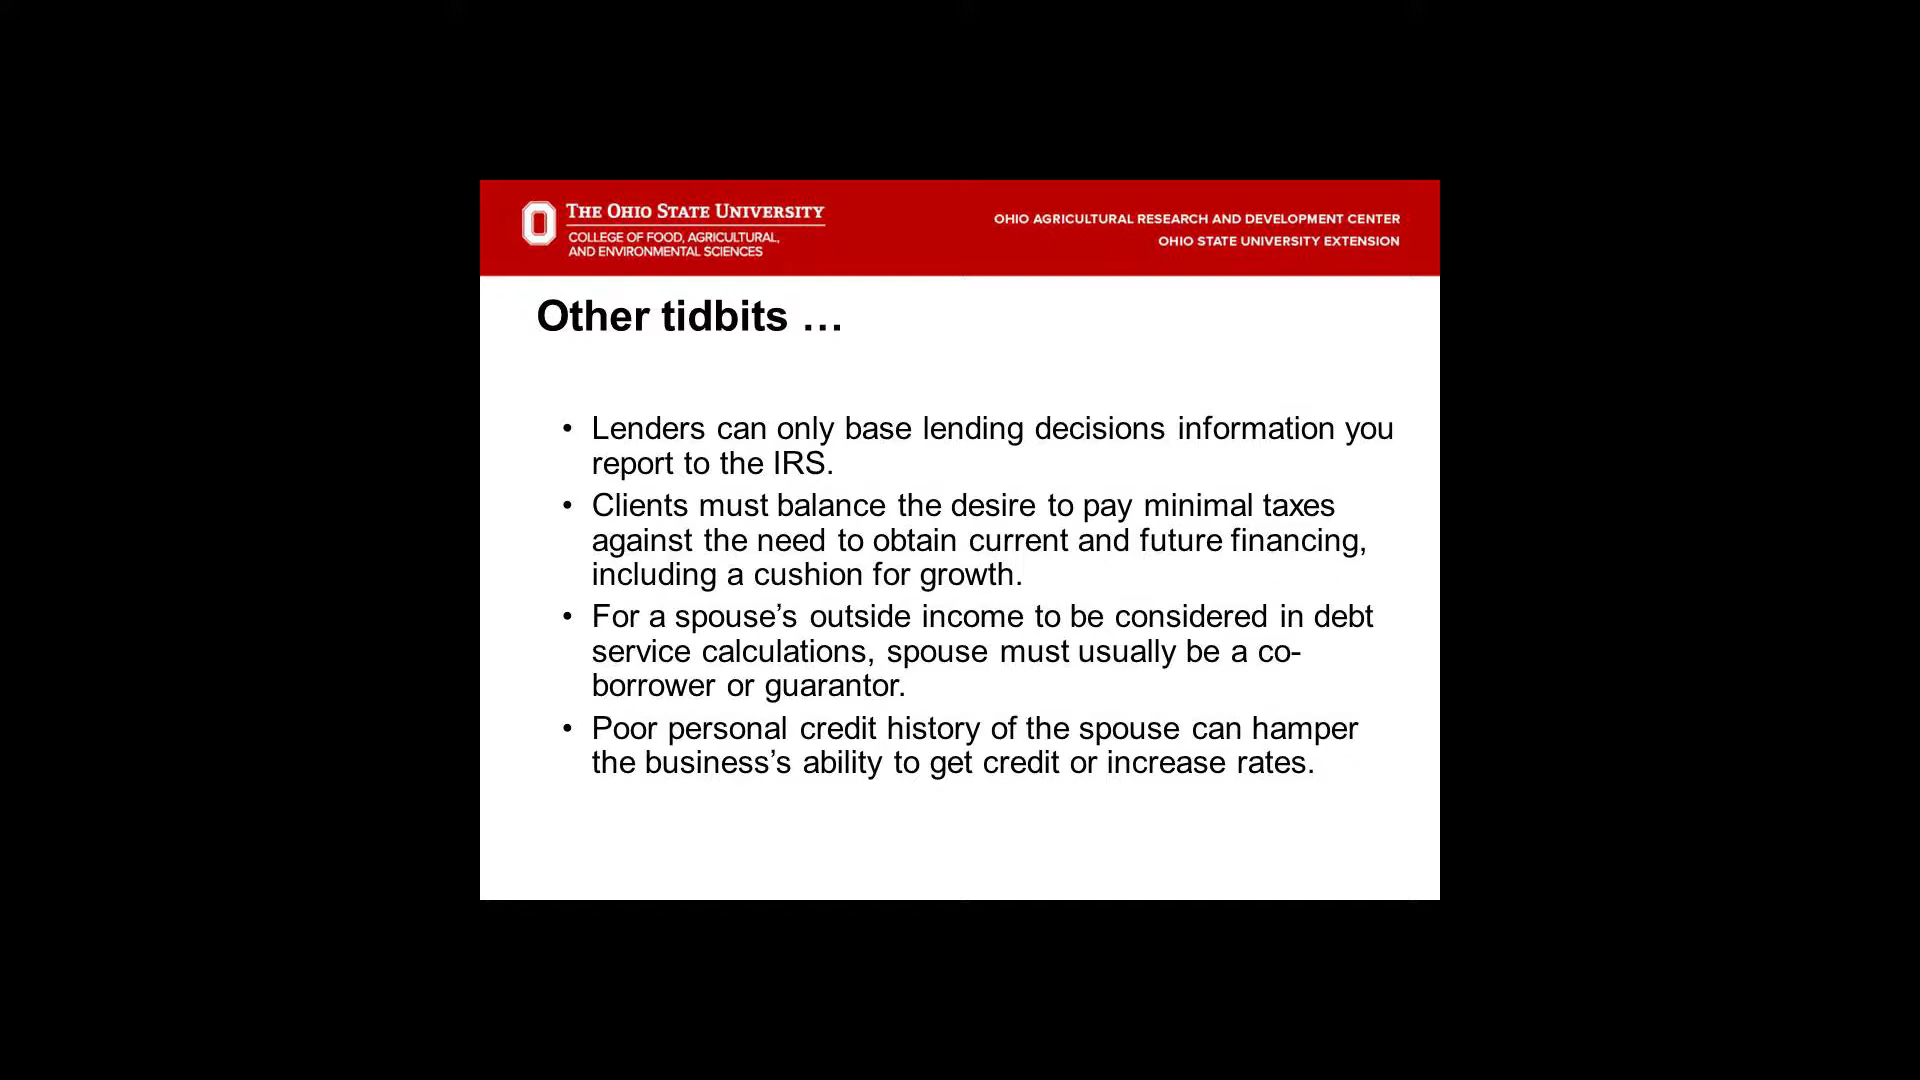 THE OHIO STATE UNIVERSITY
COLLEGE OF FOOD, AGRICULTURAL,
AND ENVIRONMENTAL SCIENCES
OHIO AGRICULTURAL RESEARCH AND DEVELOPMENT CENTER
OHIO STATE UNIVERSITY EXTENSION
Other tidbits …
• Lenders can only base lending decisions information you
report to the IRS.
• Clients must balance the desire to pay minimal taxes
against the need to obtain current and future financing,
including a cushion for growth.
• For a spouse’s outside income to be considered in debt
service calculations, spouse must usually be a co-
borrower or guarantor.
• Poor personal credit history of the spouse can hamper
the business’s ability to get credit or increase rates.